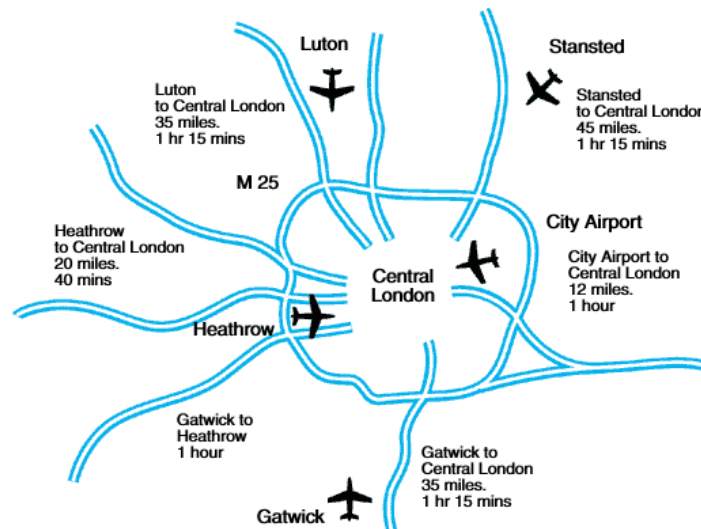 Luton
Stansted
Luton
to Central London
35 miles.
1 hr 15 mins
Stansted
to Central London
45 miles.
1 hr 15 mins
M 25
City Airport
Heathrow
to Central London
20 miles.
40 mins
City Airport to
Central London
12 miles.
1 hour
Central
London
Heathrow
Gatwick to
Heathrow
1 hour
Gatwick to
Central London
35 miles.
1 hr 15 mins
Gatwick